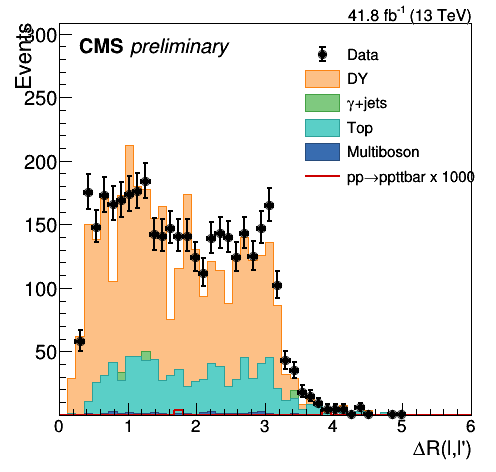 41.8 fb⁻¹ (13 TeV)
Events
CMS preliminary
Data
DY
γ+jets
Top
Multiboson
pp→ppttbar x 1000
300
250
200
150
100
50
0 1 2 3 4 5 6
ΔR(l,l')